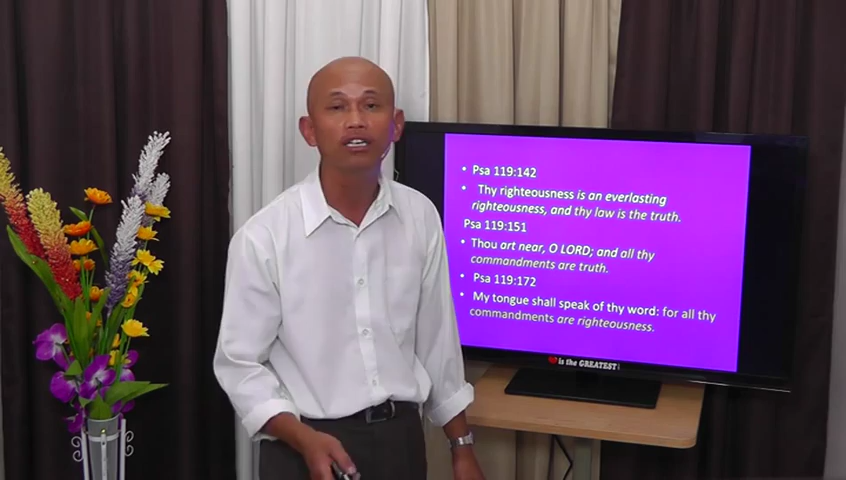 • Psa 119:142
• Thy righteousness is an everlasting
righteousness, and thy law is the truth.
Psa 119:151
• Thou art near, O LORD; and all thy
commandments are truth.
• Psa 119:172
• My tongue shall speak of thy word: for all thy
commandments are righteousness.
is the GREATEST!